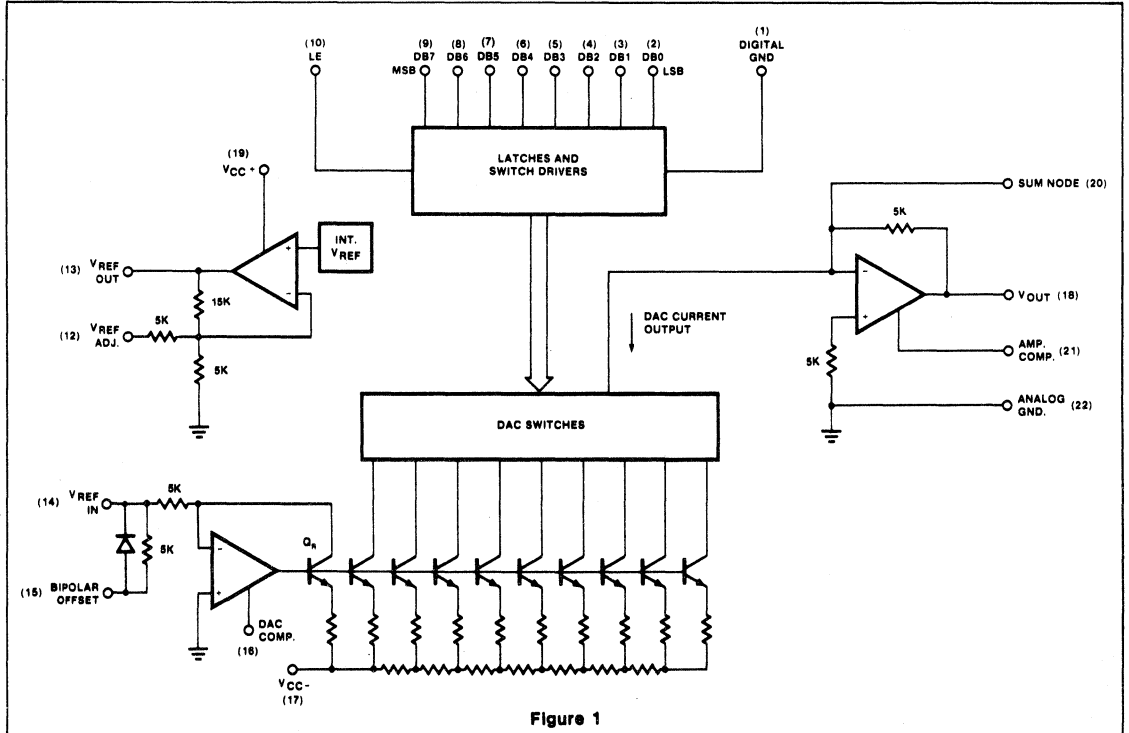 (10)
LE
(9)
DB7
(8)
DB6
(7)
DB5
(6)
DB4
(5)
DB3
(4)
DB2
(3)
DB1
(2)
DB0
(1)
DIGITAL
GND
MSB
LSB
LATCHES AND
SWITCH DRIVERS
(19)
VCC +
INT.
VREF
+
-
(13) VREF
OUT
15K
(12) VREF
ADJ.
5K
5K
SUM NODE (20)
5K
-
+
VOUT (18)
DAC CURRENT
OUTPUT
5K
AMP.
COMP. (21)
ANALOG
GND. (22)
DAC SWITCHES
(14) VREF
IN
5K
5K
-
+
QR
(15) BIPOLAR
OFFSET
DAC
COMP.
(16)
VCC-
(17)
Figure 1